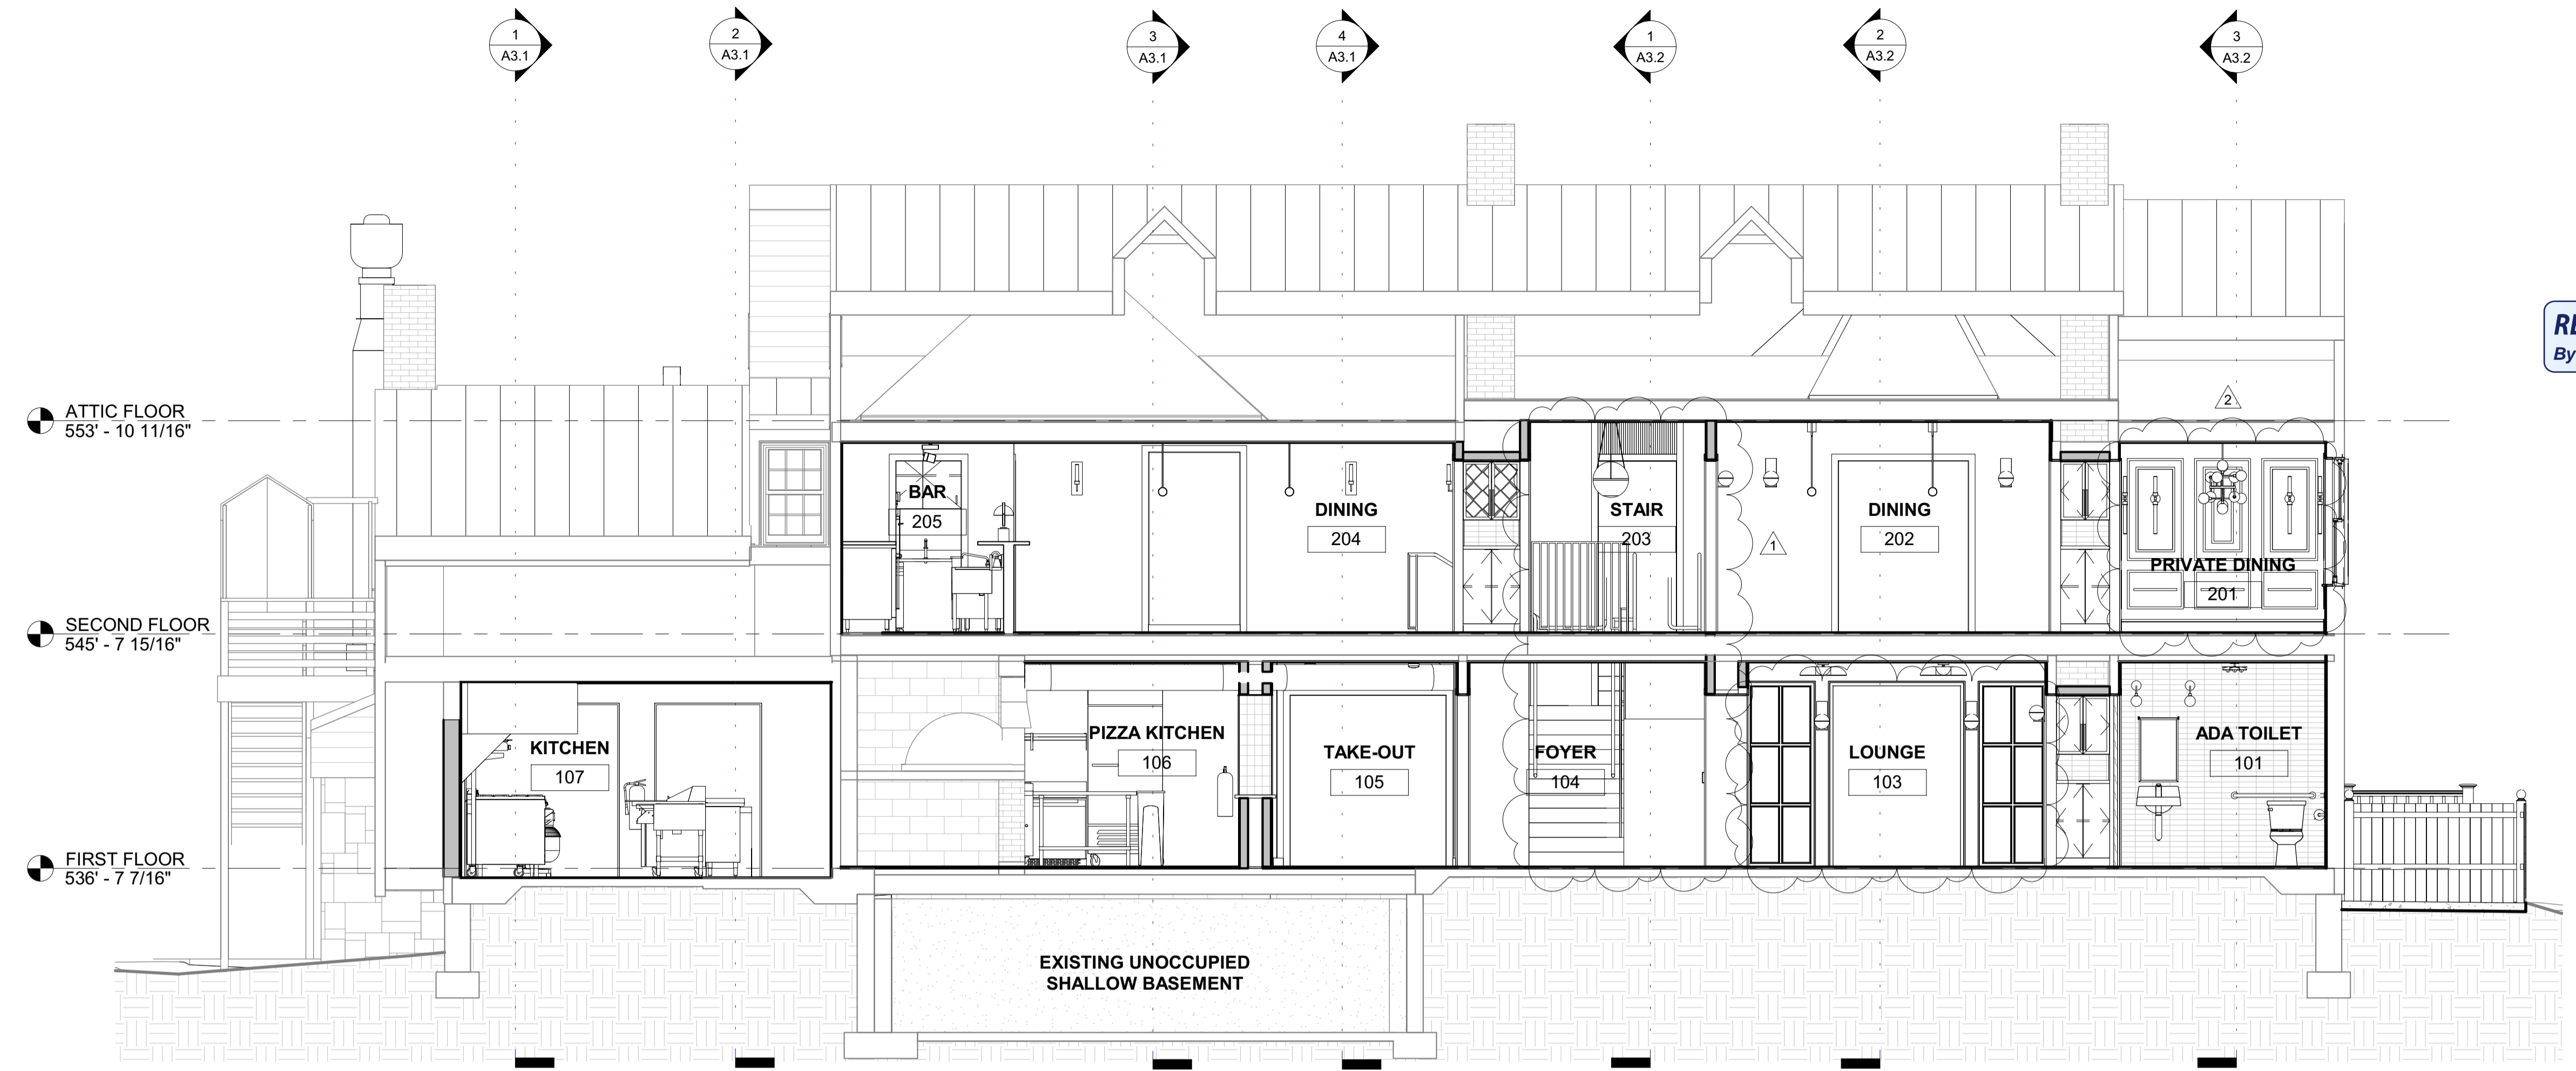 1
A3.1
2
A3.1
3
A3.1
4
A3.1
1
A3.2
2
A3.2
3
A3.2
By
ATTIC FLOOR
553' - 10 11/16"
2
BAR
205
DINING
204
STAIR
203
1
DINING
202
PRIVATE DINING
201
SECOND FLOOR
545' - 7 15/16"
KITCHEN
107
PIZZA KITCHEN
106
TAKE-OUT
105
FOYER
104
LOUNGE
103
ADA TOILET
101
FIRST FLOOR
536' - 7 7/16"
EXISTING UNOCCUPIED
SHALLOW BASEMENT